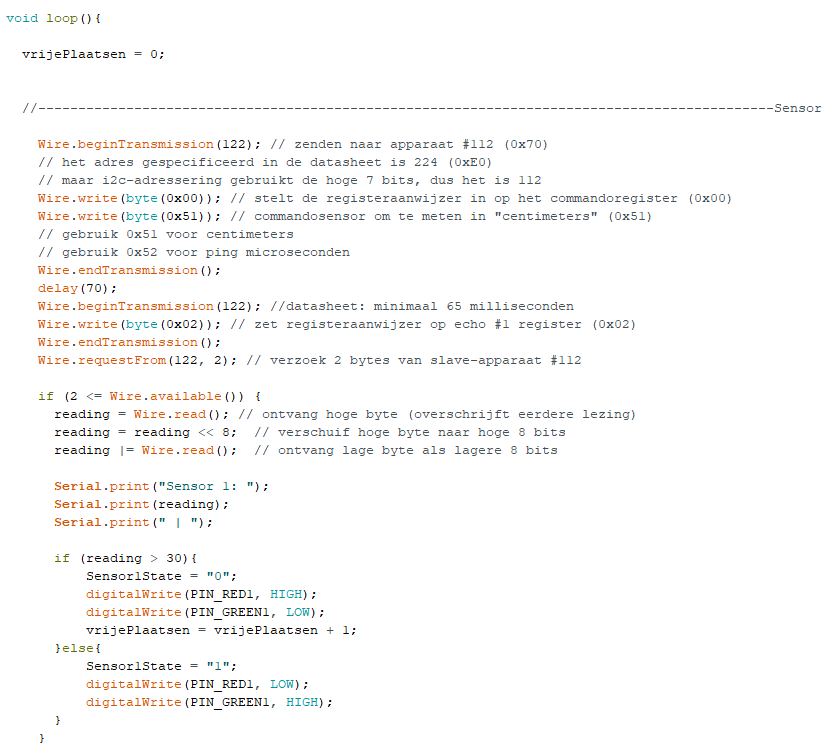 void loop(){
vrijePlaatsen = 0;
//--------------------------------------------------------------------------------------------Sensor
Wire.beginTransmission(122); // zenden naar apparaat #112 (0x70)
// het adres gespecificeerd in de datasheet is 224 (0xE0)
// maar i2c-adressering gebruikt de hoge 7 bits, dus het is 112
Wire.write(byte(0x00)); // stelt de registeraanwijzer in op het commandoregister (0x00)
Wire.write(byte(0x51)); // commandosensor om te meten in "centimeters" (0x51)
// gebruik 0x51 voor centimeters
// gebruik 0x52 voor ping microseconden
Wire.endTransmission();
delay(70);
Wire.beginTransmission(122); //datasheet: minimaal 65 milliseconden
Wire.write(byte(0x02)); // zet registeraanwijzer op echo #1 register (0x02)
Wire.endTransmission();
Wire.requestFrom(122, 2); // verzoek 2 bytes van slave-apparaat #112
if (2 <= Wire.available()) {
reading = Wire.read(); // ontvang hoge byte (overschrijft eerdere lezing)
reading = reading << 8;  // verschuif hoge byte naar hoge 8 bits
reading |= Wire.read();  // ontvang lage byte als lagere 8 bits
Serial.print("Sensor 1: ");
Serial.print(reading);
Serial.print(" | ");
if (reading > 30){
Sensor1State = "0";
digitalWrite(PIN_RED1, HIGH);
digitalWrite(PIN_GREEN1, LOW);
vrijePlaatsen = vrijePlaatsen + 1;
}else{
Sensor1State = "1";
digitalWrite(PIN_RED1, LOW);
digitalWrite(PIN_GREEN1, HIGH);
}
}